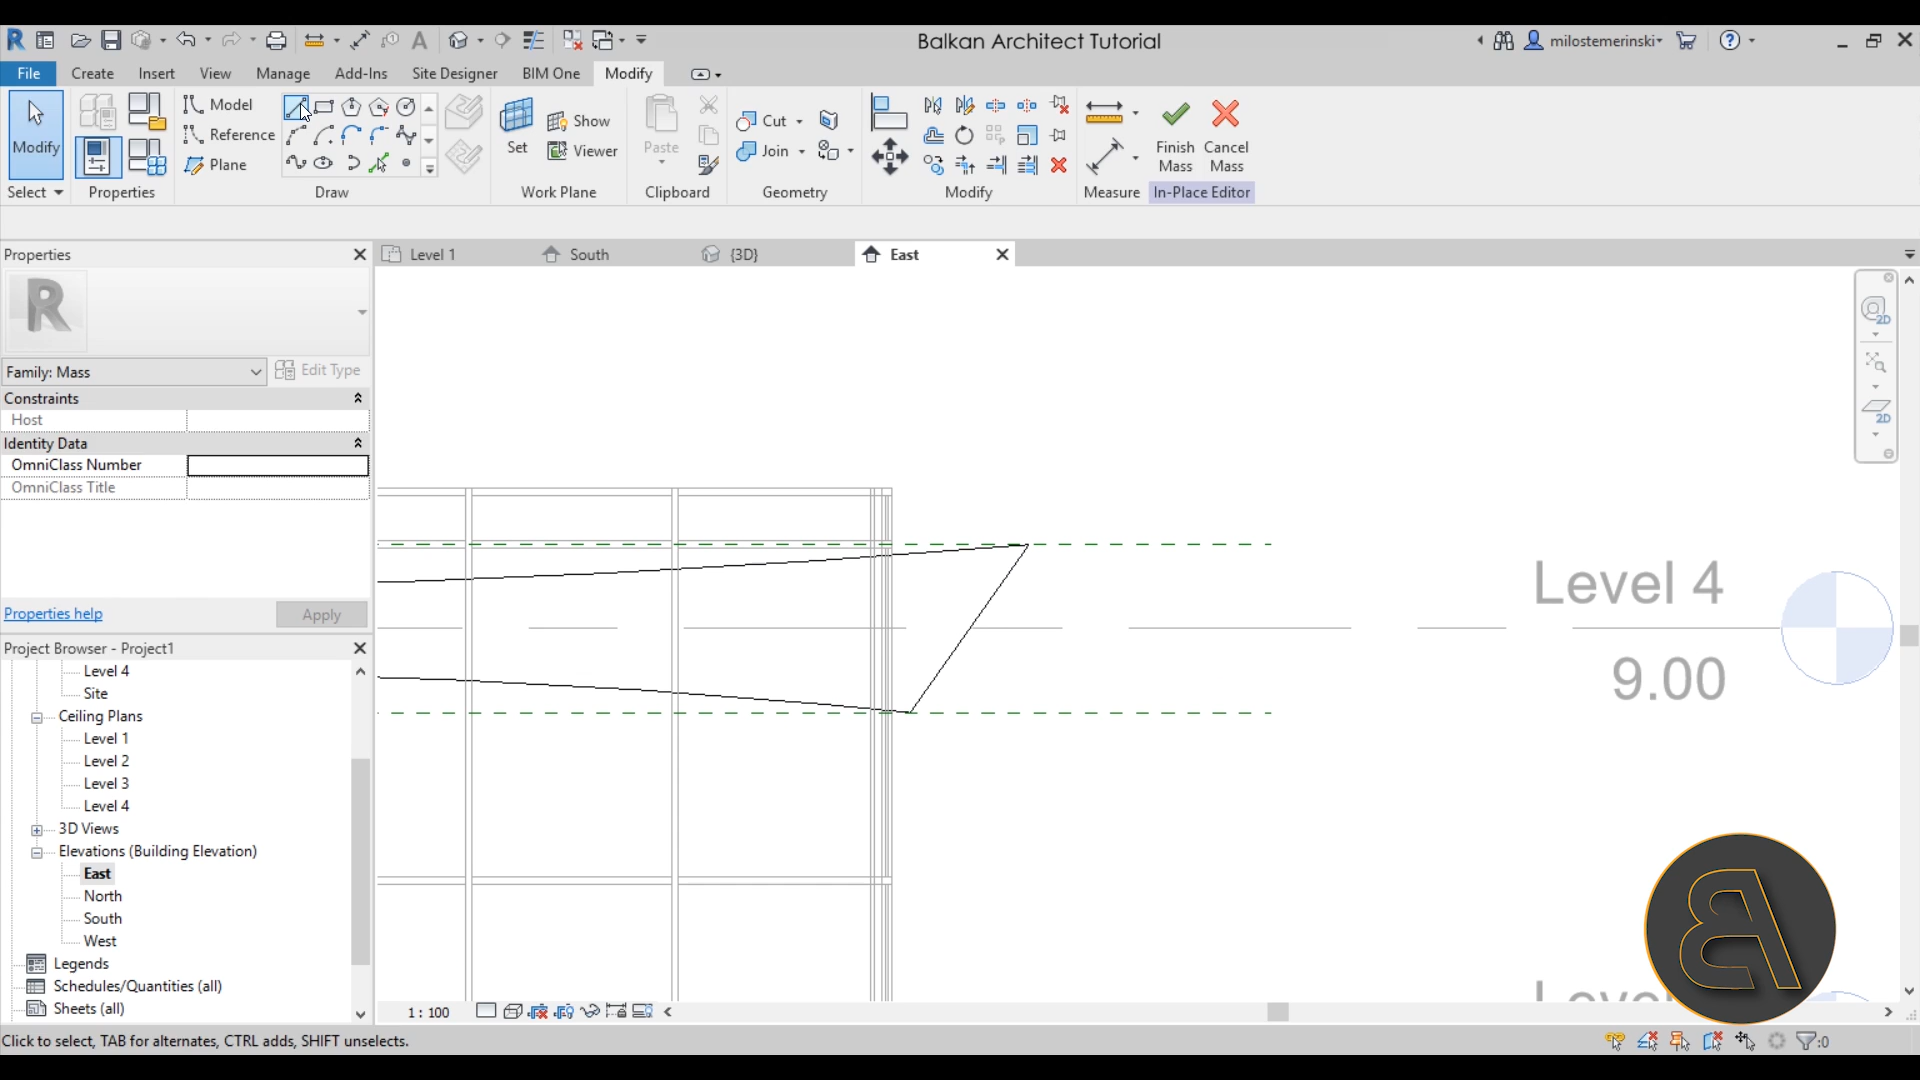 Balkan Architect Tutorial
milostemerinski
File Create Insert View Manage Add-Ins Site Designer BIM One Modify
Modify
Model
Reference
Plane
Set
Show
Viewer
Paste
Cut
Join
Finish Mass
Cancel Mass
Select Properties Draw Work Plane Clipboard Geometry Modify Measure In-Place Editor
Properties
Level 1 South {3D} East
R
Family: Mass
Edit Type
Constraints
Host
Identity Data
OmniClass Number
OmniClass Title
Properties help
Apply
Project Browser - Project1
Level 4
Site
Ceiling Plans
Level 1
Level 2
Level 3
Level 4
3D Views
Elevations (Building Elevation)
East
North
South
West
Legends
Schedules/Quantities (all)
Sheets (all)
2D
2D
Level 4
9.00
1 : 100
Click to select, TAB for alternates, CTRL adds, SHIFT unselects.
:0